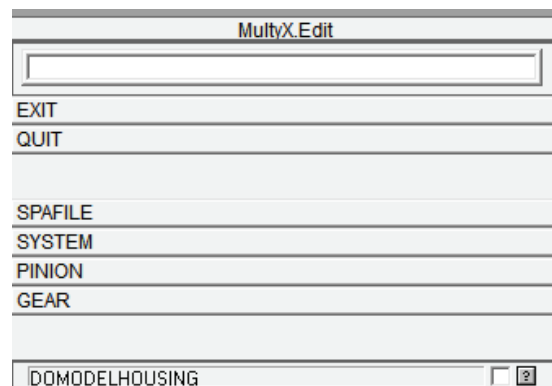 MultyX.Edit
EXIT
QUIT
SPAFILE
SYSTEM
PINION
GEAR
DOMODELHOUSING ?